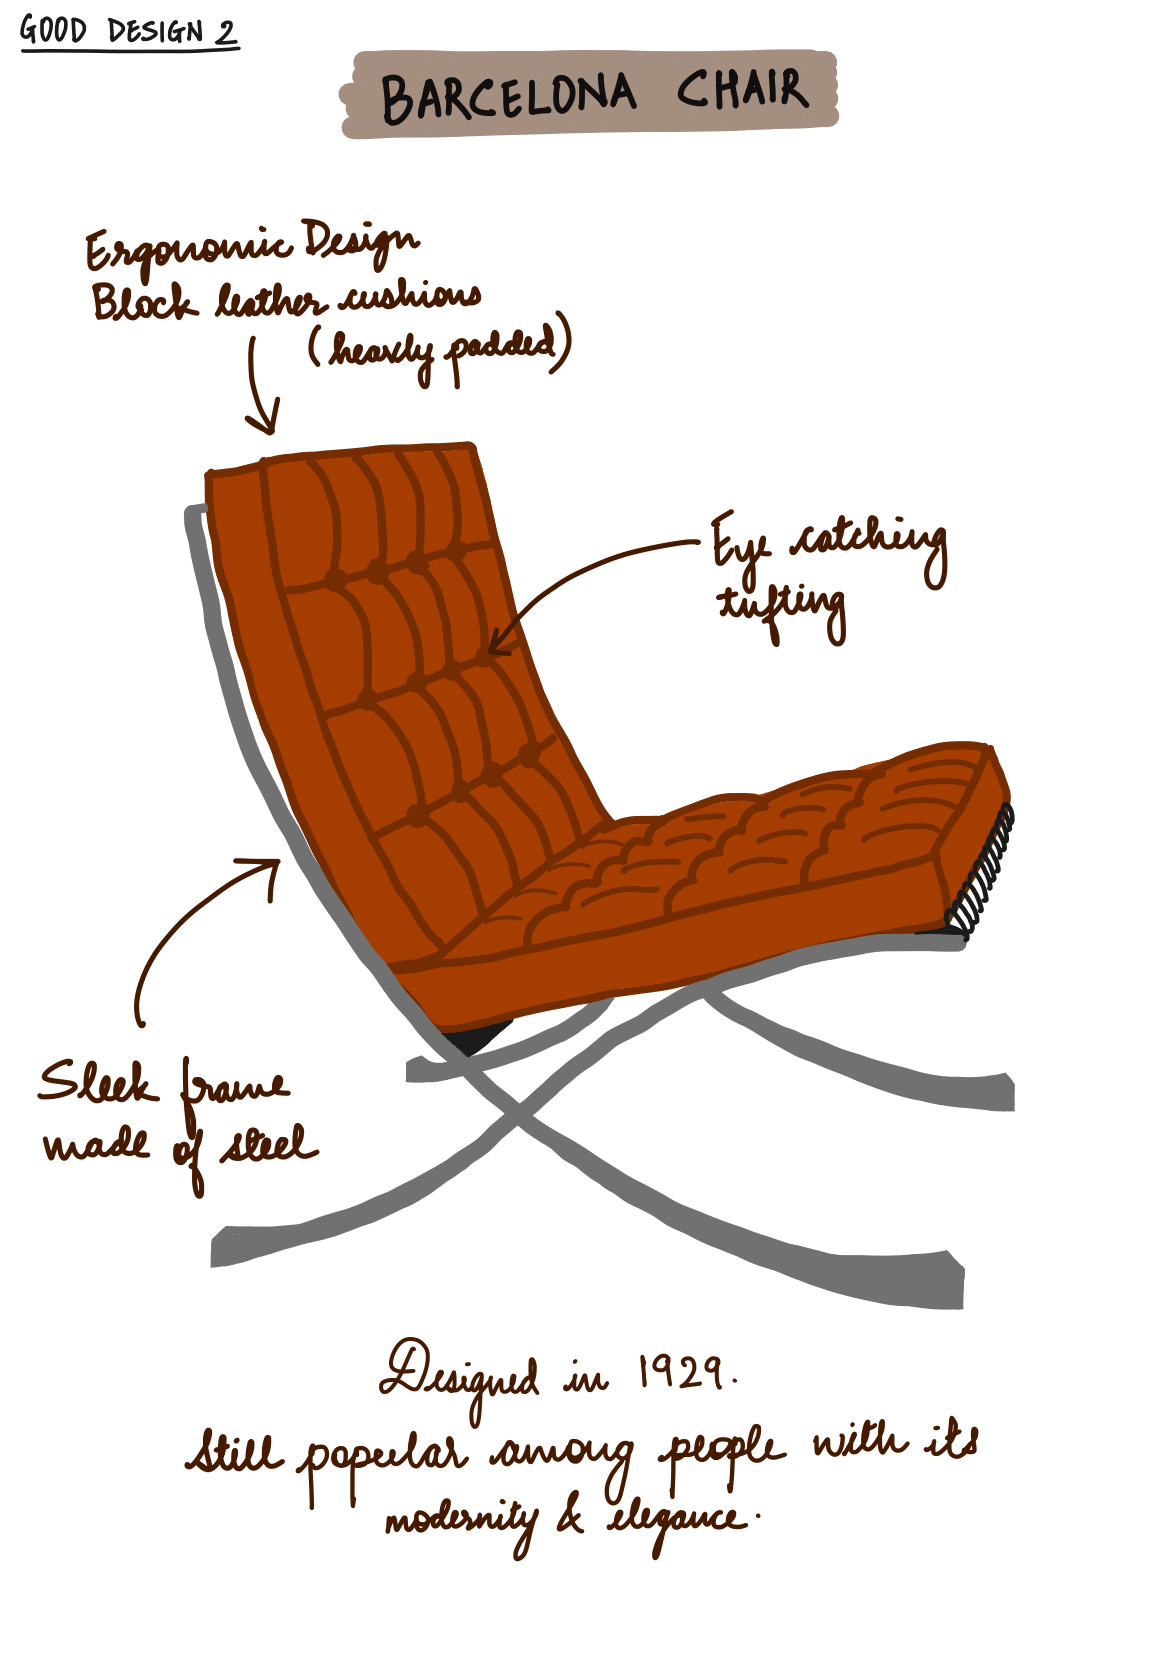 GOOD DESIGN 2
BARCELONA CHAIR
Ergonomic Design
Block leather cushions
(heavily padded)
Eye catching
tufting
Sleek frame
made of steel
Designed in 1929.
Still popular among people with its
modernity & elegance.